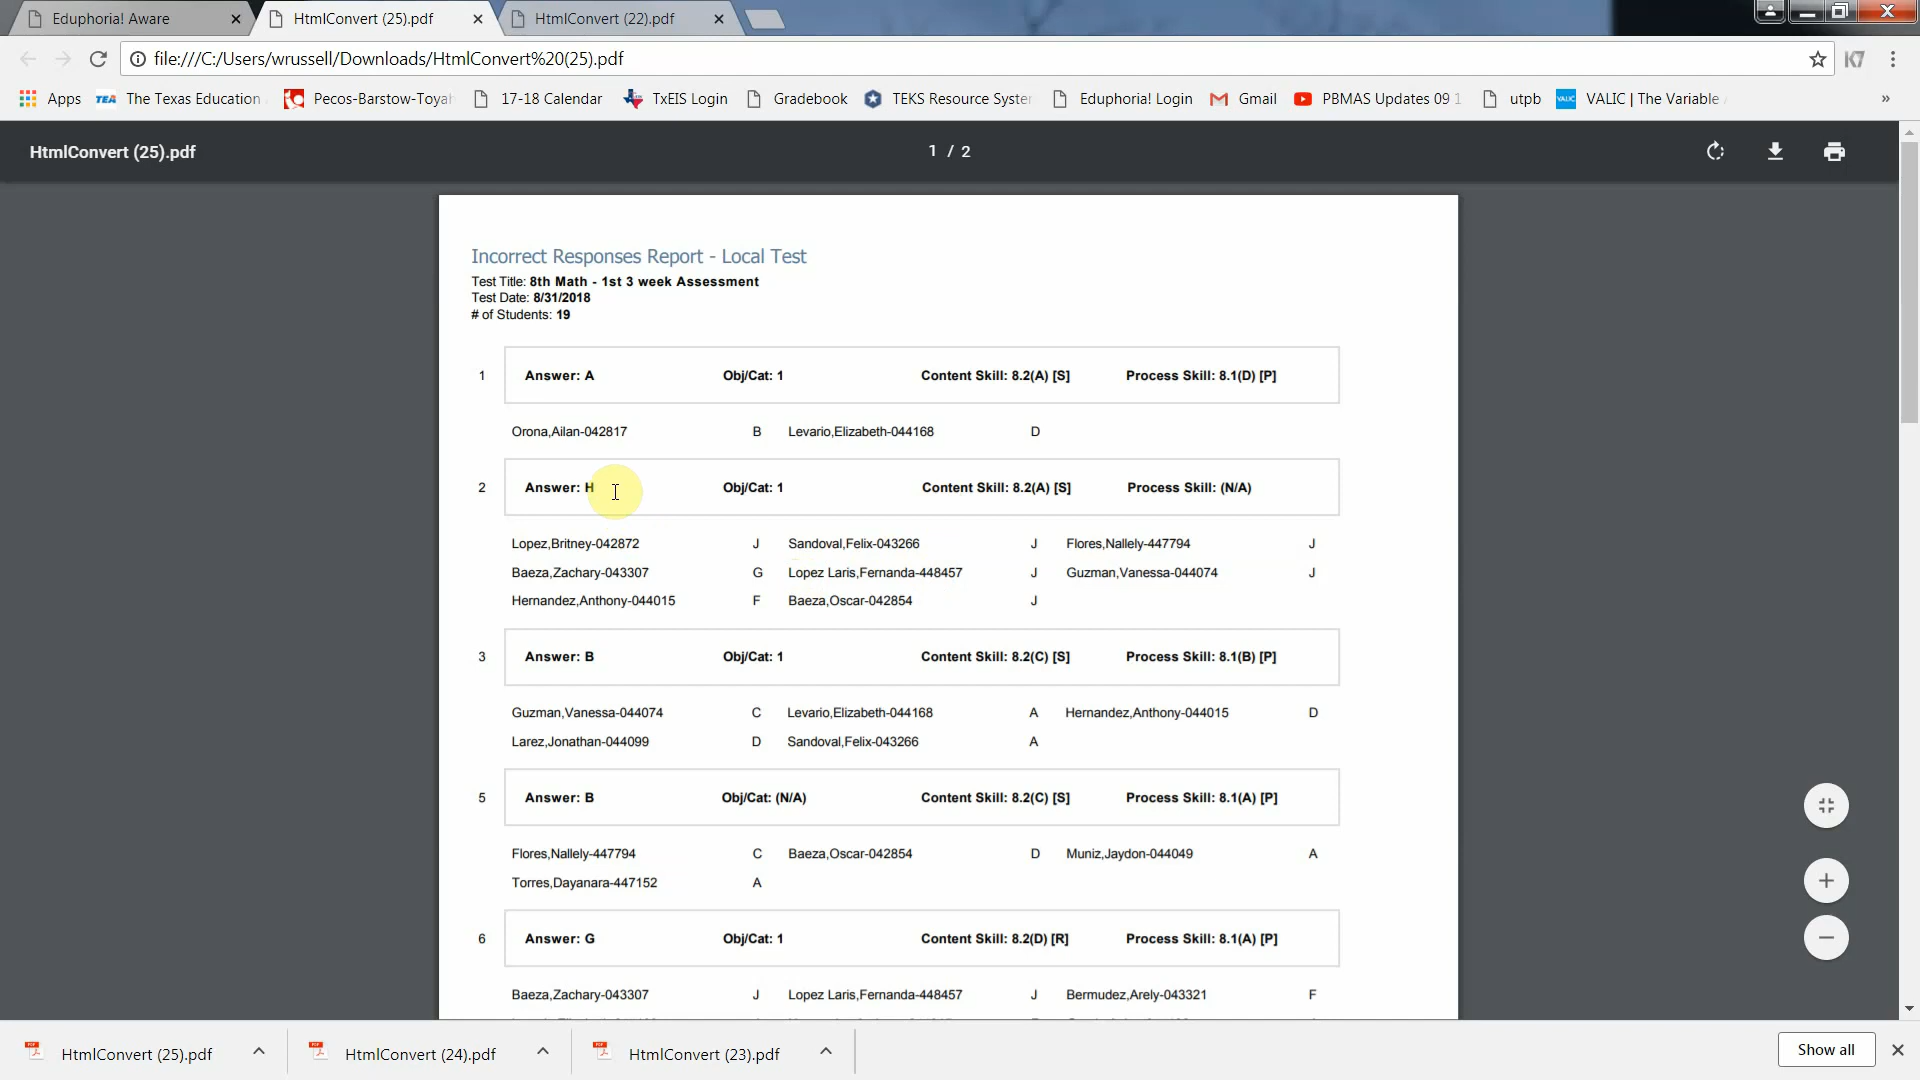 Euphoria! Aware
HtmlConvert (25).pdf
HtmlConvert (22).pdf
file:///C:/Users/wrussell/Downloads/HtmlConvert%20(25).pdf
K7
Apps
TEA The Texas Education
Pecos-Barstow-Toyah
17-18 Calendar
TxEIS Login
Gradebook
TEKS Resource System
Eduphoria! Login
Gmail
PBMAS Updates 09 1
utpb
VALIC VALIC | The Variable
HtmlConvert (25).pdf
1 / 2
Incorrect Responses Report - Local Test
Test Title: 8th Math - 1st 3 week Assessment
Test Date: 8/31/2018
# of Students: 19
1 Answer: A Obj/Cat: 1 Content Skill: 8.2(A) [S] Process Skill: 8.1(D) [P]
Orona,Ailan-042817 B Levario,Elizabeth-044168 D
2 Answer: H Obj/Cat: 1 Content Skill: 8.2(A) [S] Process Skill: (N/A)
Lopez,Britney-042872 J Sandoval,Felix-043266 J Flores,Nallely-447794 J
Baeza,Zachary-043307 G Lopez Laris,Fernanda-448457 J Guzman,Vanessa-044074 J
Hernandez,Anthony-044015 F Baeza,Oscar-042854 J
3 Answer: B Obj/Cat: 1 Content Skill: 8.2(C) [S] Process Skill: 8.1(B) [P]
Guzman,Vanessa-044074 C Levario,Elizabeth-044168 A Hernandez,Anthony-044015 D
Larez,Jonathan-044099 D Sandoval,Felix-043266 A
5 Answer: B Obj/Cat: (N/A) Content Skill: 8.2(C) [S] Process Skill: 8.1(A) [P]
Flores,Nallely-447794 C Baeza,Oscar-042854 D Muniz,Jaydon-044049 A
Torres,Dayanara-447152 A
6 Answer: G Obj/Cat: 1 Content Skill: 8.2(D) [R] Process Skill: 8.1(A) [P]
Baeza,Zachary-043307 J Lopez Laris,Fernanda-448457 J Bermudez,Arely-043321 F
HtmlConvert (25).pdf
HtmlConvert (24).pdf
HtmlConvert (23).pdf
Show all